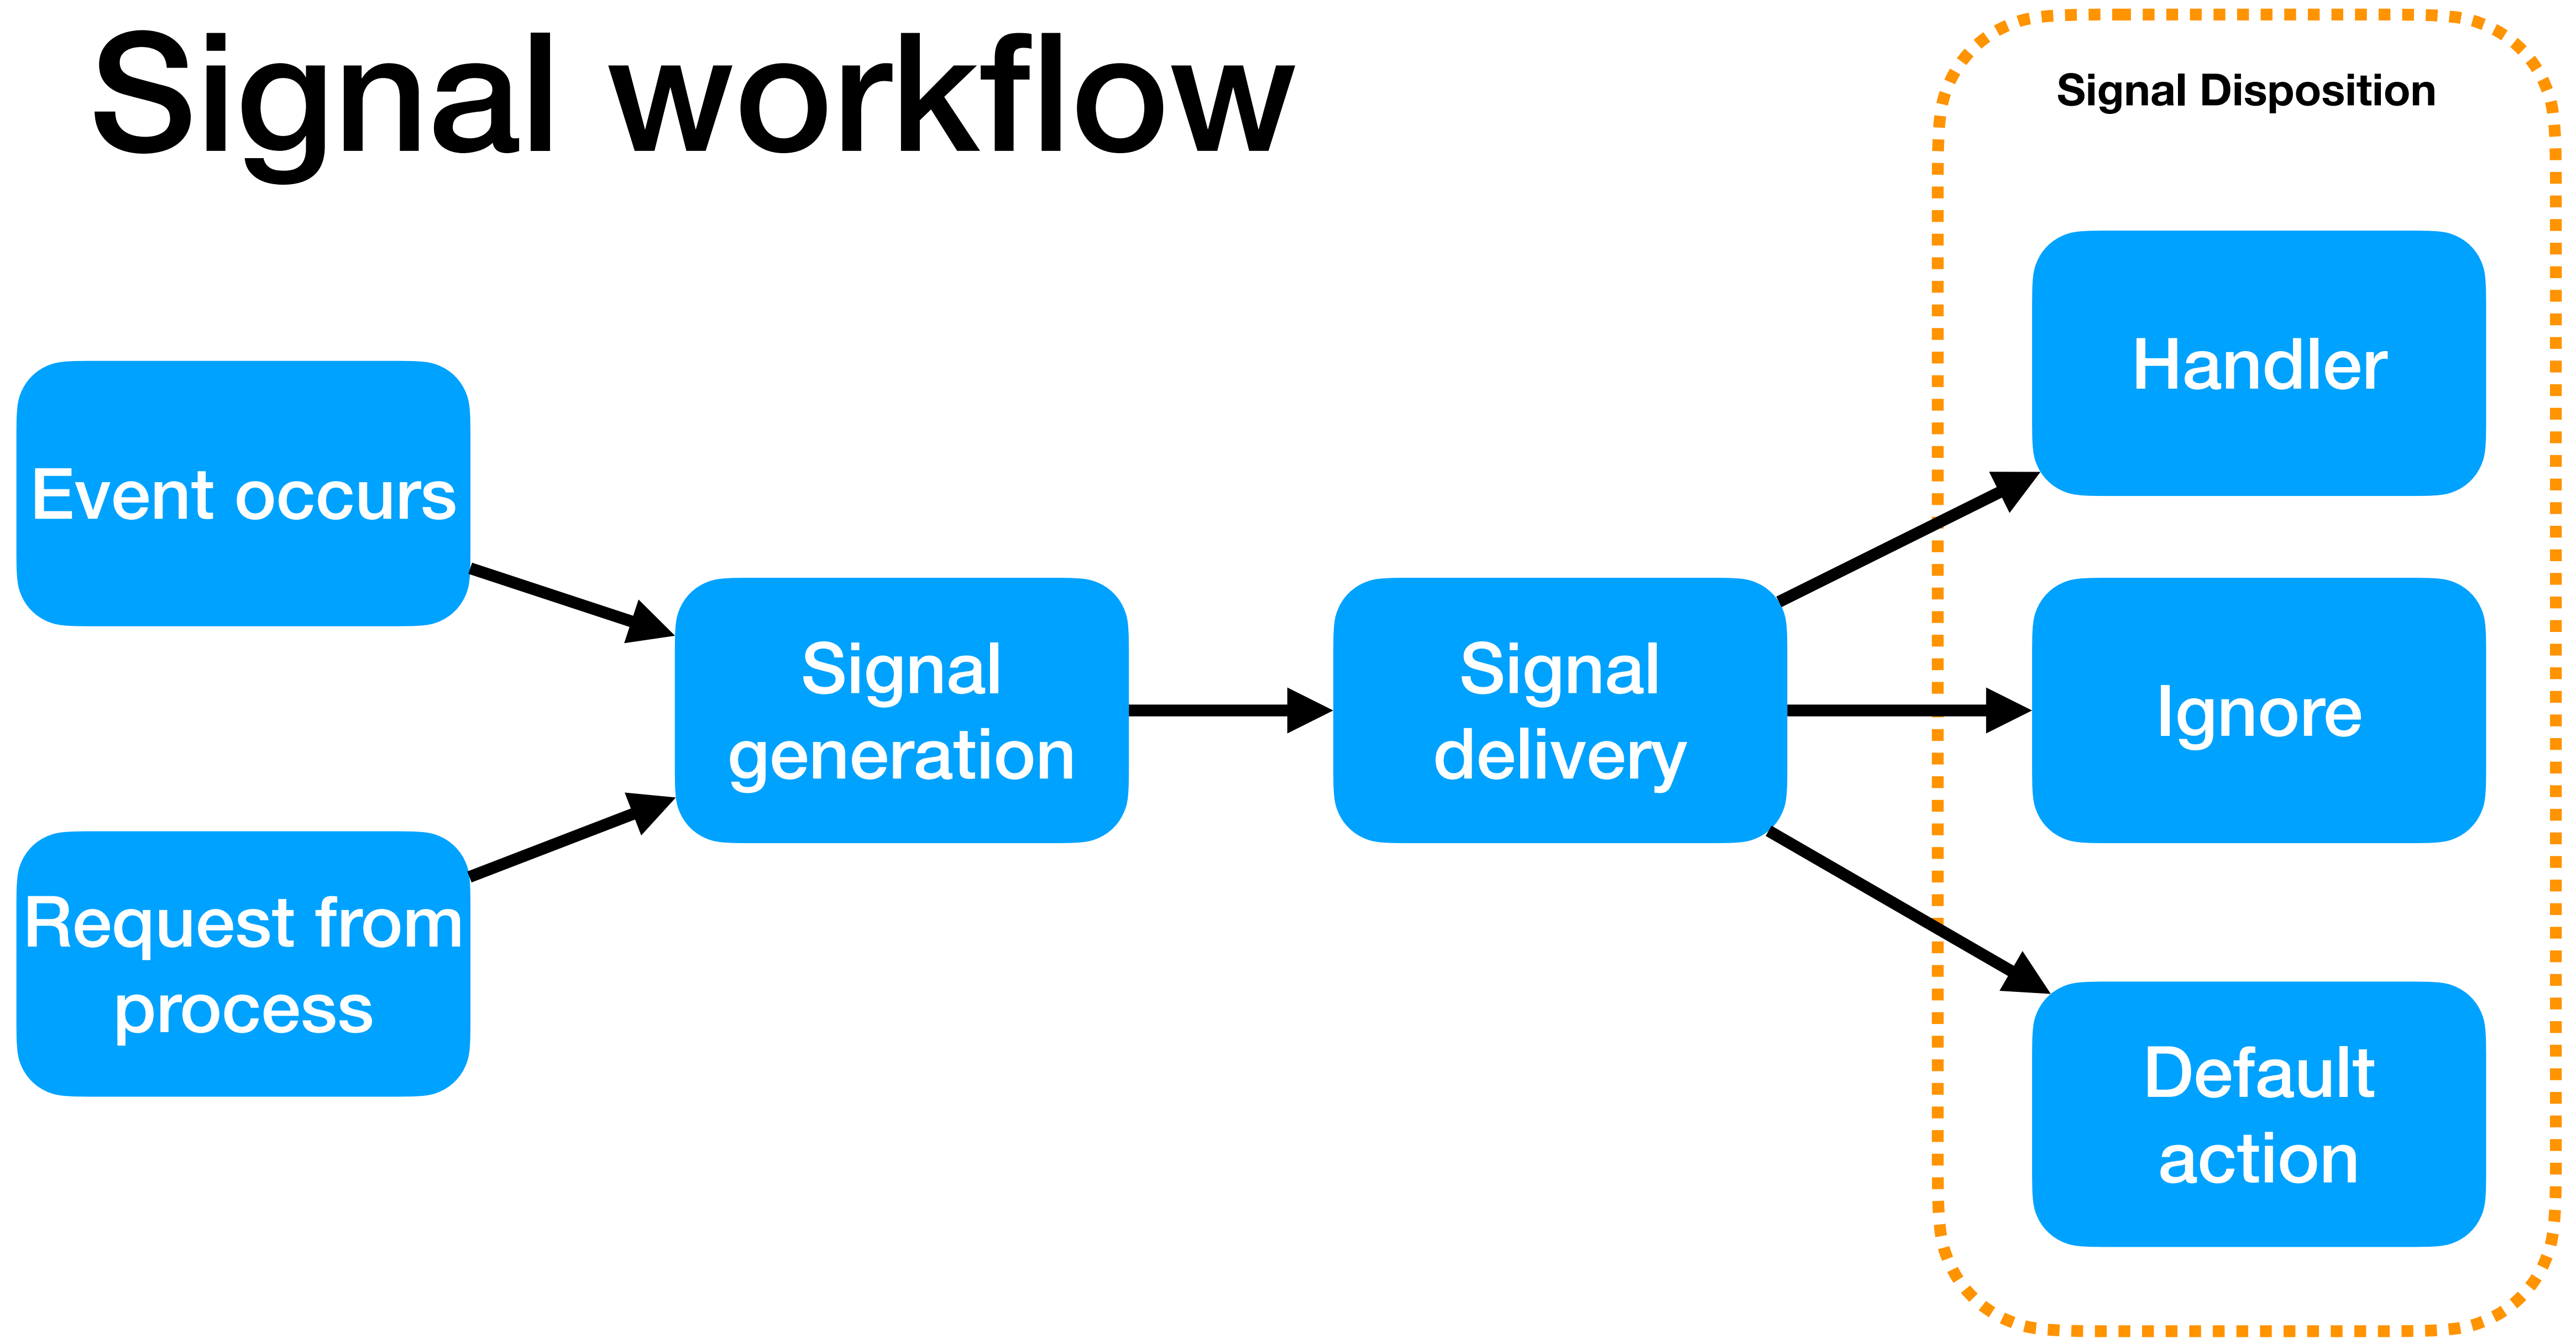 Signal workflow
Signal Disposition
Event occurs
Request from
process
Signal
generation
Signal
delivery
Handler
Ignore
Default
action